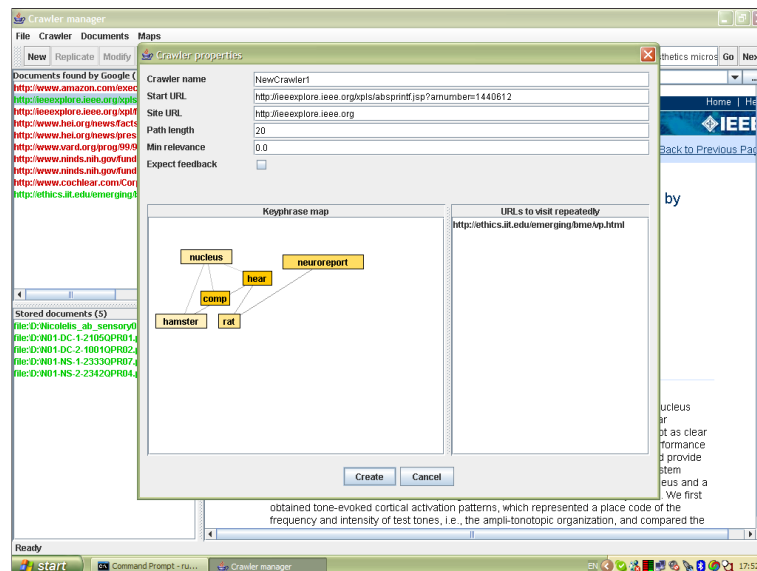 Crawler manager
File Crawler Documents Maps
New Replicate Modify
Crawler properties
thetics micros Go Nex
Documents found by Google (
http://www.amazon.com/exec
http://ieeexplore.ieee.org/xpls
http://ieeexplore.ieee.org/xpl/f
http://www.hei.org/news/facts
http://www.hei.org/news/pres
http://www.vard.org/prog/99/9
http://www.ninds.nih.gov/fund
http://www.ninds.nih.gov/fund
http://www.cochlear.com/Corp
http://ethics.iit.edu/emerging/b
Crawler name NewCrawler1
Start URL http://ieeexplore.ieee.org/xpls/absprintf.jsp?arnumber=1440612
Site URL http://ieeexplore.ieee.org
Path length 20
Min relevance 0.0
Expect feedback
Home | He
IEEE
Back to Previous Pag
by
Keyphrase map
nucleus
neuroreport
hear
comp
hamster
rat
URLs to visit repeatedly
http://ethics.iit.edu/emerging/bme/vp.html
Stored documents (5)
file:\D:\Nicolelis_ab_sensory0
file:\D:\N01-DC-1-2105QPR01.p
file:\D:\N01-DC-2-1001QPR02.p
file:\D:\N01-NS-1-2333QPR07.p
file:\D:\N01-NS-2-2342QPR04.p
Create Cancel
ucleus
ar
ot as clear
rformance
d provide
stem
eus and a
. We first
obtained tone-evoked cortical activation patterns, which represented a place code of the
frequency and intensity of test tones, i.e., the ampli-tonotopic organization, and compared the
Ready
start Command Prompt - ru... Crawler manager EN 17:52